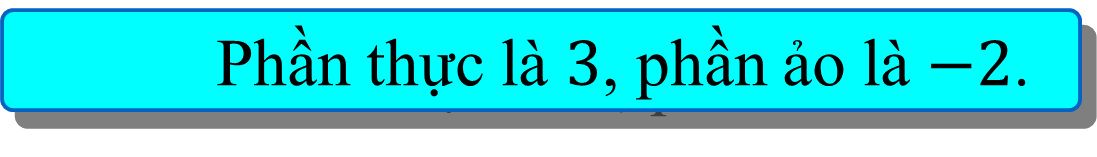 Phần thực là 3, phần ảo là −2.